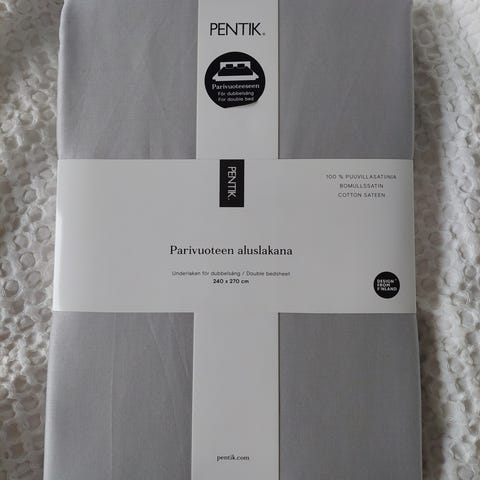 PENTIK®
Parivuoteeseen
För dubbelsäng
For double bed
PENTIK®
100 % PUUVILLASATIINIA
BOMULLSSATIN
COTTON SATEEN
Parivuoteen aluslakana
Underlakan för dubbelsäng / Double bedsheet
240 x 270 cm
DESIGN
FROM
FINLAND
pentik.com